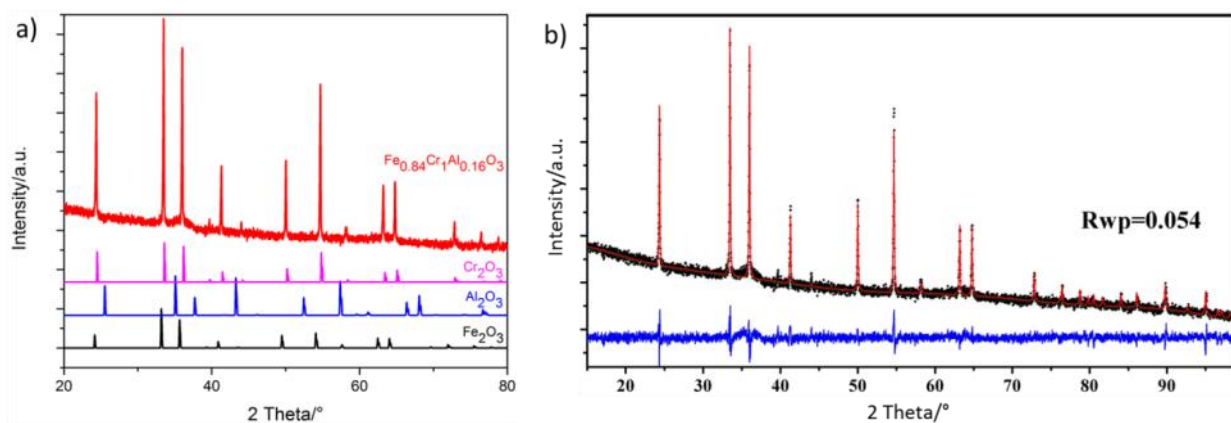 a)
Intensity/a.u.
Fe0.84Cr1Al0.16O3
Cr2O3
Al2O3
Fe2O3
20 40 60 80
2 Theta/°
b)
Intensity/a.u.
Rwp=0.054
20 30 40 50 60 70 80 90
2 Theta/°